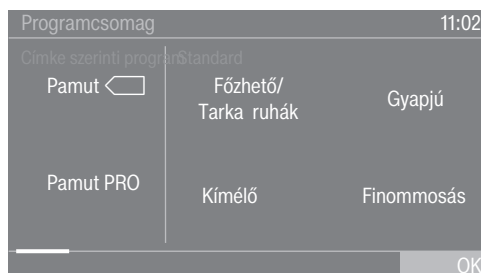 Programcsomag 11:02
Címke szerinti program Standard
Pamut
Főzhető/
Tarka ruhák
Gyapjú
Pamut PRO
Kímélő
Finommosás
OK